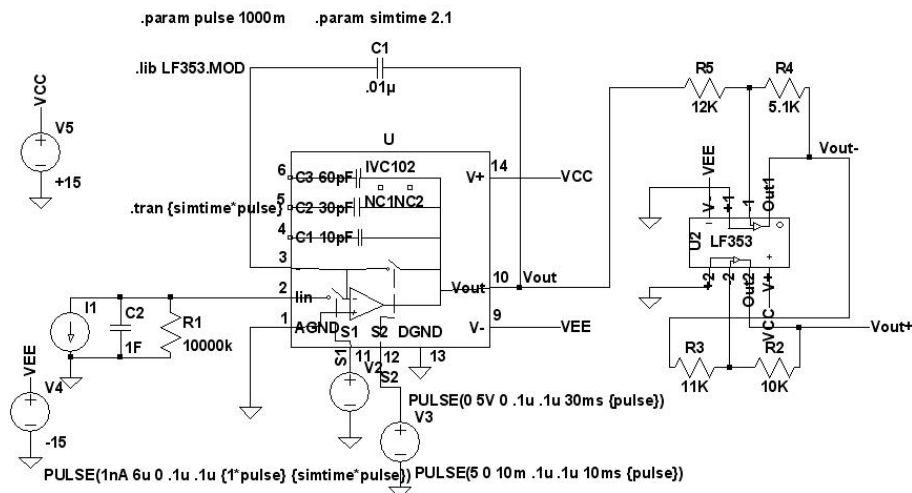 .param pulse 1000m .param simtime 2.1
C1
.lib LF353.MOD
.01µ
R5
R4
12K
5.1K
VCC
V5
+15
U
Vout-
6 C3 60pF IVC102 14
V+ VCC
VEE
NC1NC2
5 C2 30pF
.tran {simtime*pulse}
4 C1 10pF
V- +1 -1 Out1
U2 LF353
3
10 Vout
Vout
+2 -2 Out2 V+
2 Iin
I1
C2
R1
1F
10000k
1 AGND S1 S2 DGND
9
V- VEE
VCC
Vout+
S1 11 12 13
V2 S2
R3
R2
11K
10K
VEE
V4
-15
PULSE(0 5V 0 .1u .1u 30ms {pulse})
V3
PULSE(1nA 6u 0 .1u .1u {1*pulse} {simtime*pulse})
PULSE(5 0 10m .1u .1u 10ms {pulse})